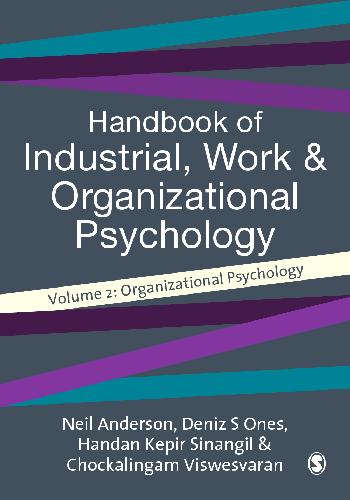 Handbook of
Industrial, Work &
Organizational
Psychology
Volume 2: Organizational Psychology
Neil Anderson, Deniz S Ones,
Handan Kepir Sinangil &
Chockalingam Viswesvaran
S